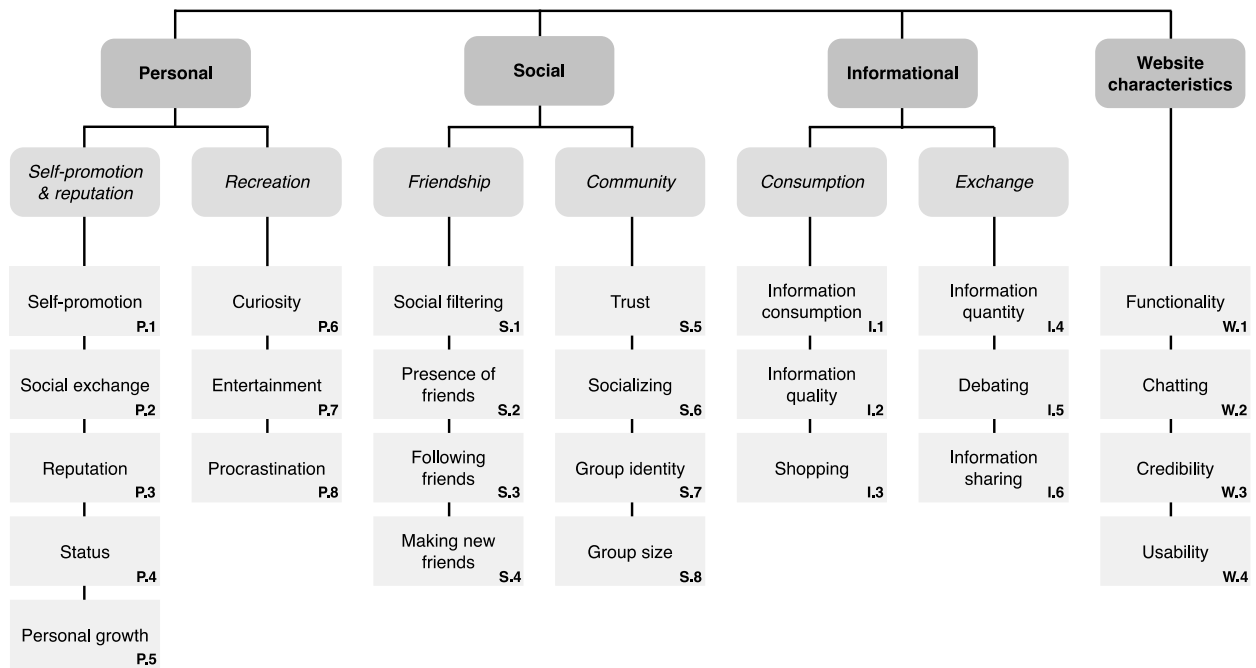 Personal
Social
Informational
Website
characteristics
Self-promotion
& reputation
Recreation
Friendship
Community
Consumption
Exchange
Self-promotion
P.1
Social exchange
P.2
Reputation
P.3
Status
P.4
Personal growth
P.5
Curiosity
P.6
Entertainment
P.7
Procrastination
P.8
Social filtering
S.1
Presence of
friends
S.2
Following
friends
S.3
Making new
friends
S.4
Trust
S.5
Socializing
S.6
Group identity
S.7
Group size
S.8
Information
consumption
I.1
Information
quality
I.2
Shopping
I.3
Information
quantity
I.4
Debating
I.5
Information
sharing
I.6
Functionality
W.1
Chatting
W.2
Credibility
W.3
Usability
W.4